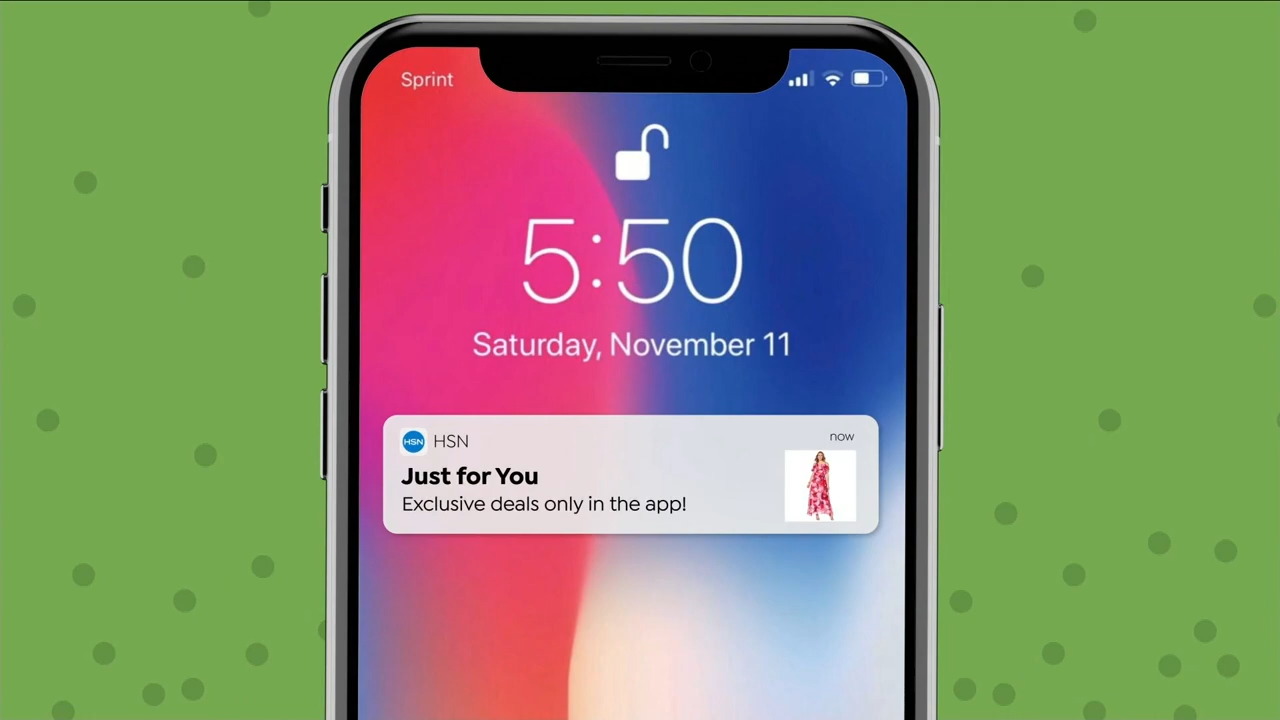 Sprint
5:50
Saturday, November 11
HSN HSN
now
Just for You
Exclusive deals only in the app!